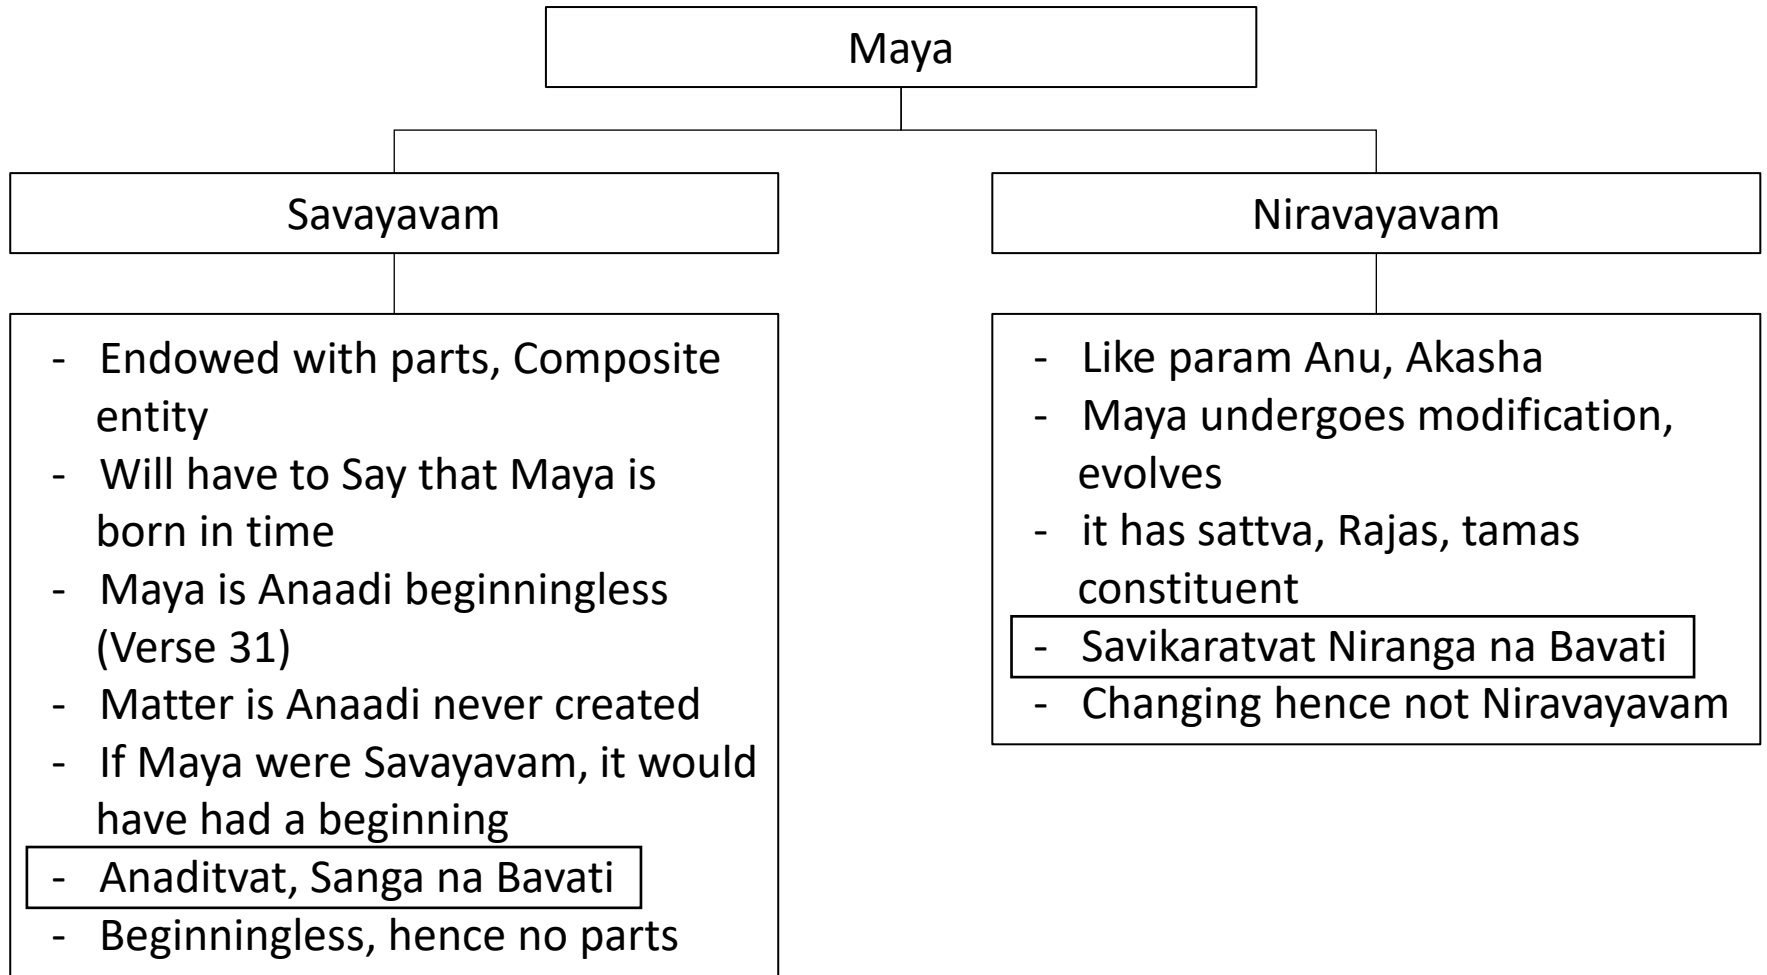 Maya
Savayavam
- Endowed with parts, Composite
entity
- Will have to Say that Maya is
born in time
- Maya is Anaadi beginningless
(Verse 31)
- Matter is Anaadi never created
- If Maya were Savayavam, it would
have had a beginning
- Anaditvat, Sanga na Bavati
- Beginningless, hence no parts
Niravayavam
- Like param Anu, Akasha
- Maya undergoes modification,
evolves
- it has sattva, Rajas, tamas
constituent
- Savikaratvat Niranga na Bavati
- Changing hence not Niravayavam